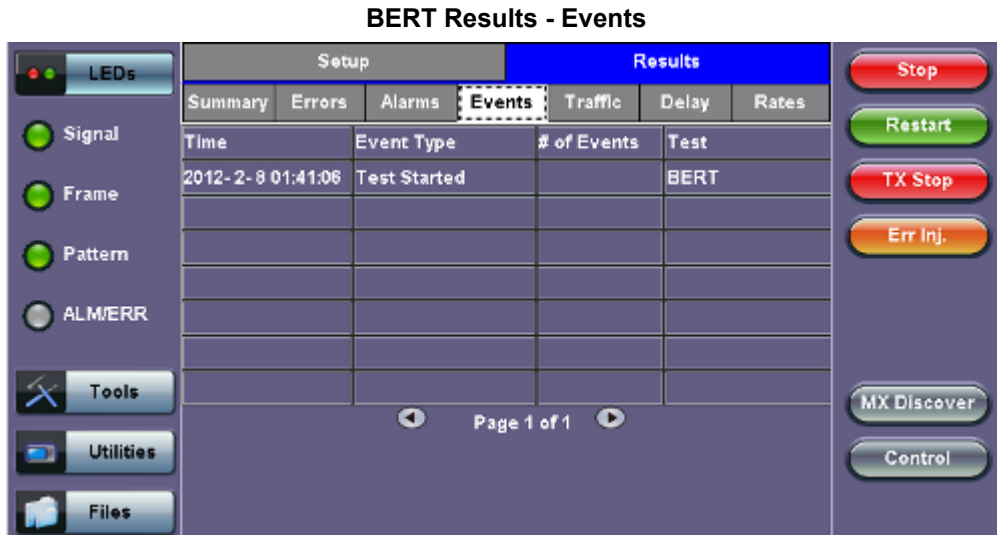 BERT Results - Events
LEDs
Setup
Results
Stop
Summary
Errors
Alarms
Events
Traffic
Delay
Rates
Signal
Time
Event Type
# of Events
Test
Restart
2012- 2- 8 01:41:06
Test Started
BERT
TX Stop
Frame
Err Inj.
Pattern
ALM/ERR
Tools
MX Discover
Page 1 of 1
Utilities
Control
Files